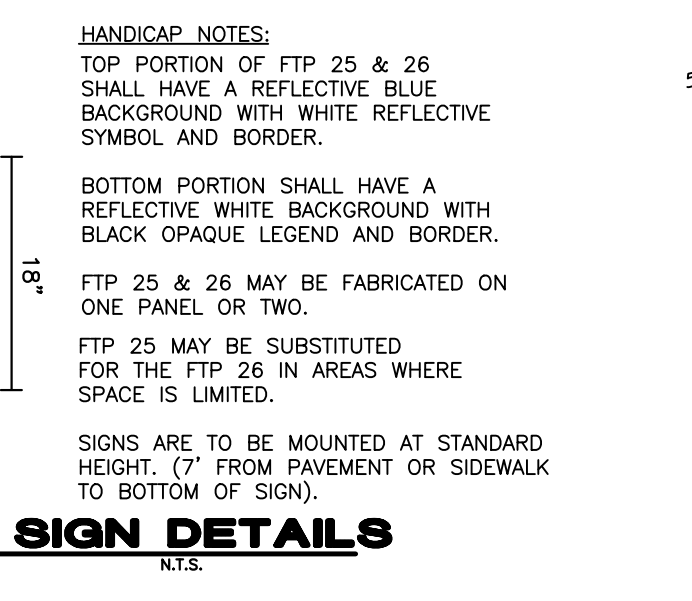 HANDICAP NOTES:
TOP PORTION OF FTP 25 & 26
SHALL HAVE A REFLECTIVE BLUE
BACKGROUND WITH WHITE REFLECTIVE
SYMBOL AND BORDER.
BOTTOM PORTION SHALL HAVE A
REFLECTIVE WHITE BACKGROUND WITH
BLACK OPAQUE LEGEND AND BORDER.
FTP 25 & 26 MAY BE FABRICATED ON
ONE PANEL OR TWO.
FTP 25 MAY BE SUBSTITUTED
FOR THE FTP 26 IN AREAS WHERE
SPACE IS LIMITED.
SIGNS ARE TO BE MOUNTED AT STANDARD
HEIGHT. (7' FROM PAVEMENT OR SIDEWALK
TO BOTTOM OF SIGN).
18"
SIGN DETAILS
N.T.S.